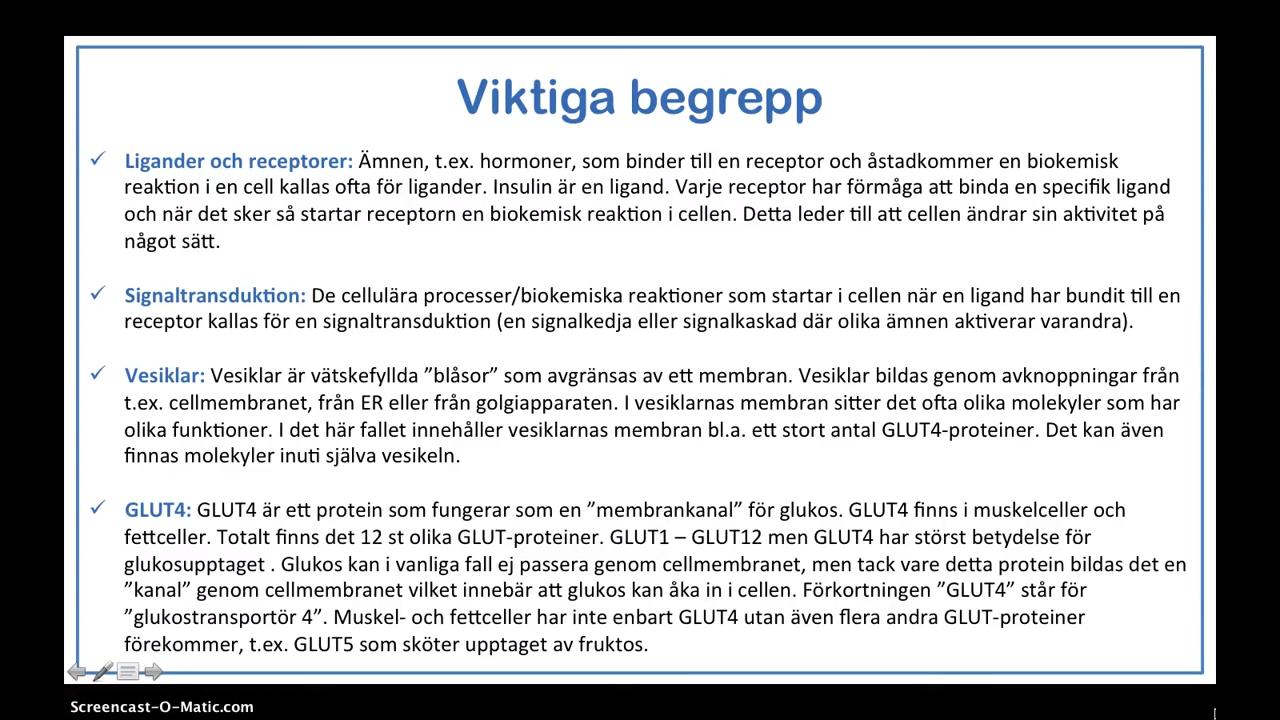 Viktiga begrepp
✓ Ligander och receptorer: Ämnen, t.ex. hormoner, som binder till en receptor och åstadkommer en biokemisk
reaktion i en cell kallas ofta för ligander. Insulin är en ligand. Varje receptor har förmåga att binda en specifik ligand
och när det sker så startar receptorn en biokemisk reaktion i cellen. Detta leder till att cellen ändrar sin aktivitet på
något sätt.
✓ Signaltransduktion: De cellulära processer/biokemiska reaktioner som startar i cellen när en ligand har bundit till en
receptor kallas för en signaltransduktion (en signalkedja eller signalkaskad där olika ämnen aktiverar varandra).
✓ Vesiklar: Vesiklar är vätskefyllda ”blåsor” som avgränsas av ett membran. Vesiklar bildas genom avknoppningar från
t.ex. cellmembranet, från ER eller från golgiapparaten. I vesiklarnas membran sitter det ofta olika molekyler som har
olika funktioner. I det här fallet innehåller vesiklarnas membran bl.a. ett stort antal GLUT4-proteiner. Det kan även
finnas molekyler inuti själva vesikeln.
✓ GLUT4: GLUT4 är ett protein som fungerar som en ”membrankanal” för glukos. GLUT4 finns i muskelceller och
fettceller. Totalt finns det 12 st olika GLUT-proteiner. GLUT1 – GLUT12 men GLUT4 har störst betydelse för
glukosupptaget . Glukos kan i vanliga fall ej passera genom cellmembranet, men tack vare detta protein bildas det en
”kanal” genom cellmembranet vilket innebär att glukos kan åka in i cellen. Förkortningen ”GLUT4” står för
”glukostransportör 4”. Muskel- och fettceller har inte enbart GLUT4 utan även flera andra GLUT-proteiner
förekommer, t.ex. GLUT5 som sköter upptaget av fruktos.
Screencast-O-Matic.com